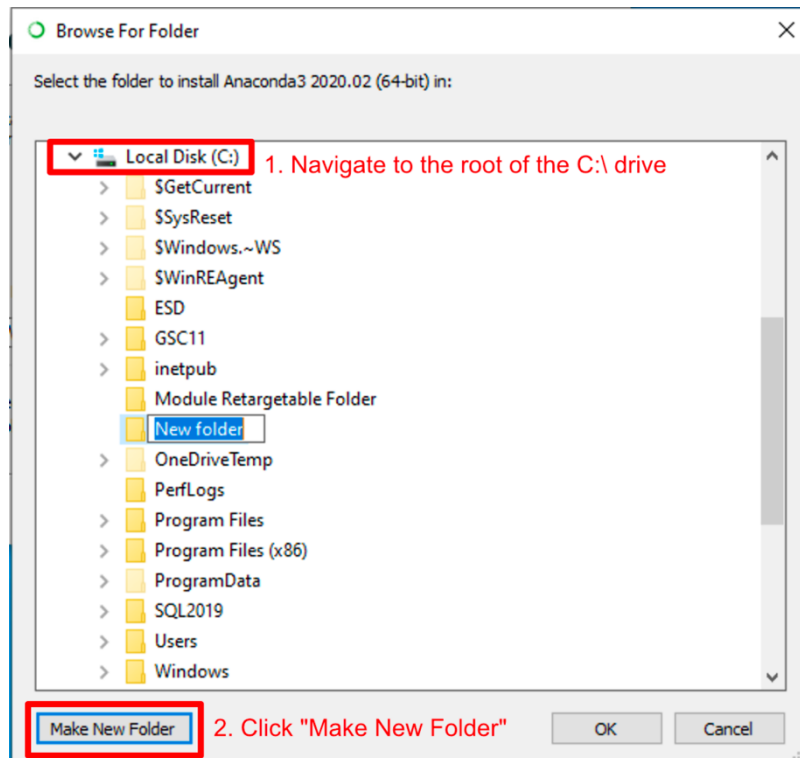 Browse For Folder
Select the folder to install Anaconda3 2020.02 (64-bit) in:
Local Disk (C:)
1. Navigate to the root of the C:\ drive
$GetCurrent
$SysReset
$Windows.~WS
$WinREAgent
ESD
GSC11
inetpub
Module Retargetable Folder
New folder
OneDriveTemp
PerfLogs
Program Files
Program Files (x86)
ProgramData
SQL2019
Users
Windows
Make New Folder
2. Click "Make New Folder"
OK
Cancel